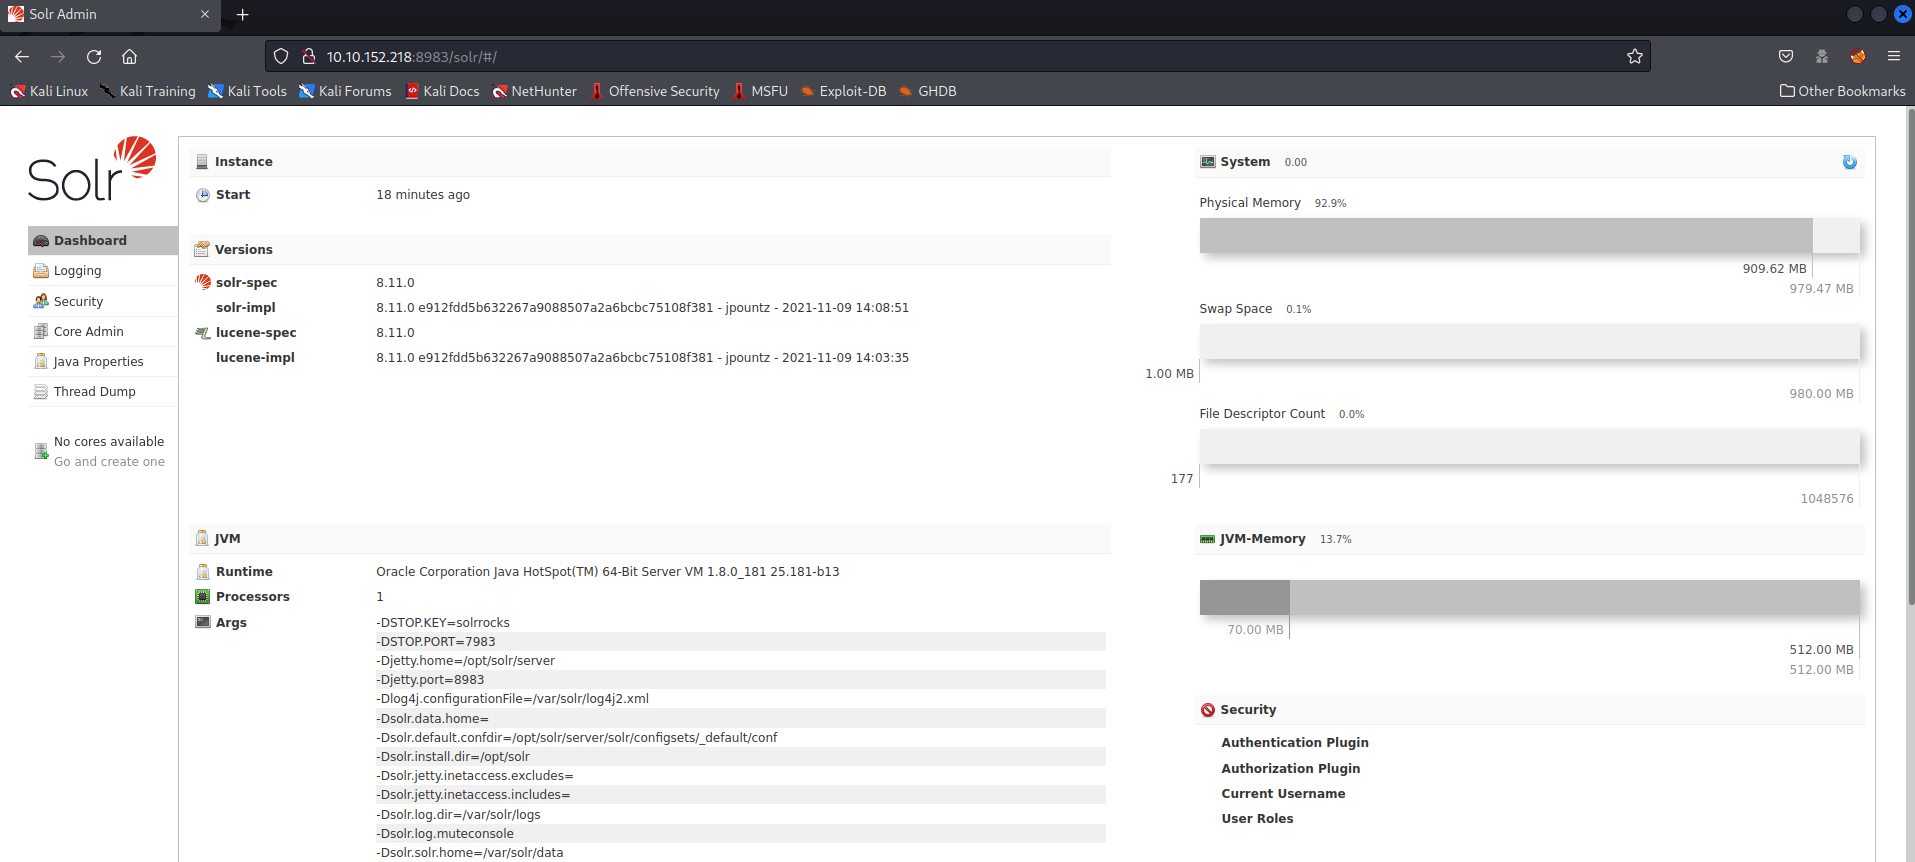 Solr Admin
10.10.152.218:8983/solr/#/
Kali Linux Kali Training Kali Tools Kali Forums Kali Docs NetHunter Offensive Security MSFU Exploit-DB GHDB Other Bookmarks
Solr
Dashboard
Logging
Security
Core Admin
Java Properties
Thread Dump
No cores available
Go and create one
Instance
Start 18 minutes ago
Versions
solr-spec 8.11.0
solr-impl 8.11.0 e912fdd5b632267a9088507a2a6bcbc75108f381 - jpountz - 2021-11-09 14:08:51
lucene-spec 8.11.0
lucene-impl 8.11.0 e912fdd5b632267a9088507a2a6bcbc75108f381 - jpountz - 2021-11-09 14:03:35
JVM
Runtime Oracle Corporation Java HotSpot(TM) 64-Bit Server VM 1.8.0_181 25.181-b13
Processors 1
Args -DSTOP.KEY=solrrocks
-DSTOP.PORT=7983
-Djetty.home=/opt/solr/server
-Djetty.port=8983
-Dlog4j.configurationFile=/var/solr/log4j2.xml
-Dsolr.data.home=
-Dsolr.default.confdir=/opt/solr/server/solr/configsets/_default/conf
-Dsolr.install.dir=/opt/solr
-Dsolr.jetty.inetaccess.excludes=
-Dsolr.jetty.inetaccess.includes=
-Dsolr.log.dir=/var/solr/logs
-Dsolr.log.muteconsole
-Dsolr.solr.home=/var/solr/data
System 0.00
Physical Memory 92.9%
909.62 MB
979.47 MB
Swap Space 0.1%
1.00 MB
980.00 MB
File Descriptor Count 0.0%
177
1048576
JVM-Memory 13.7%
70.00 MB
512.00 MB
512.00 MB
Security
Authentication Plugin
Authorization Plugin
Current Username
User Roles